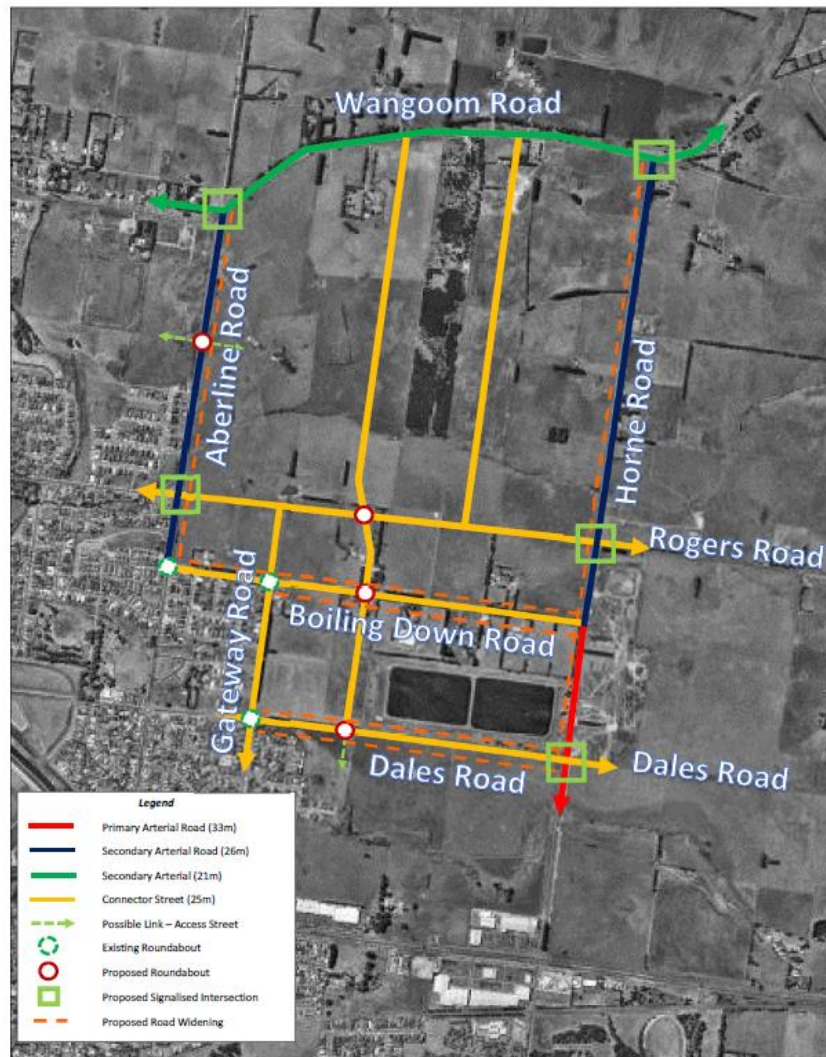 Wangoom Road
Aberline Road
Horne Road
Rogers Road
Gateway Road
Boiling Down Road
Dales Road
Dales Road
Legend
Primary Arterial Road (33m)
Secondary Arterial Road (26m)
Secondary Arterial (21m)
Connector Street (25m)
Possible Link – Access Street
Existing Roundabout
Proposed Roundabout
Proposed Signalised Intersection
Proposed Road Widening